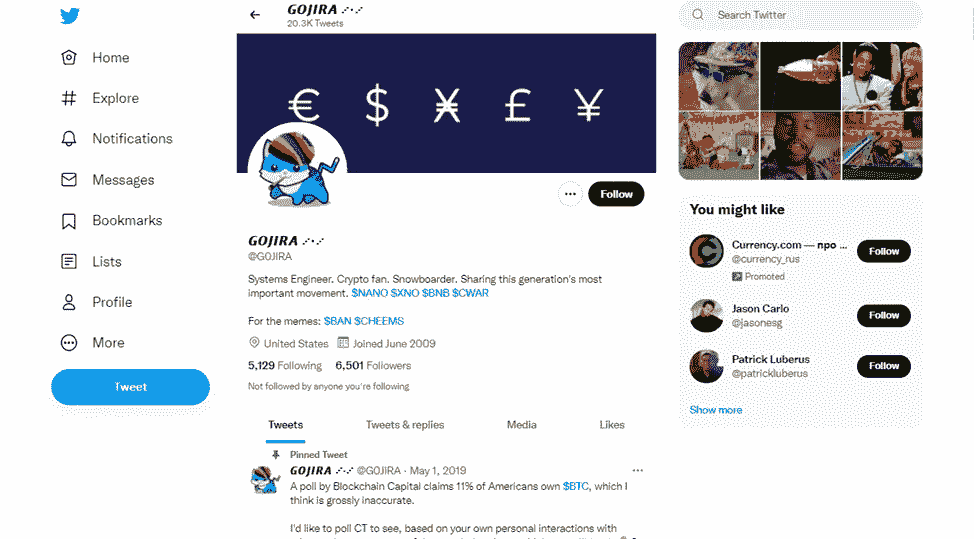 Home
Explore
Notifications
Messages
Bookmarks
Lists
Profile
More
Tweet
GOJIRA
20.3K Tweets
€ $ Ӿ £ ¥
Follow
GOJIRA
@G0JIRA
Systems Engineer. Crypto fan. Snowboarder. Sharing this generation's most
important movement. $NANO $XNO $BNB $CWAR
For the memes: $BAN $CHEEMS
United States Joined June 2009
5,129 Following 6,501 Followers
Not followed by anyone you're following
Tweets Tweets & replies Media Likes
Pinned Tweet
GOJIRA @G0JIRA · May 1, 2019
A poll by Blockchain Capital claims 11% of Americans own $BTC, which I
think is grossly inaccurate.
I'd like to poll CT to see, based on your own personal interactions with
Search Twitter
You might like
Currency.com — про ...
@currency_rus
Promoted
Follow
Jason Carlo
@jasonesg
Follow
Patrick Luberus
@patrickluberus
Follow
Show more